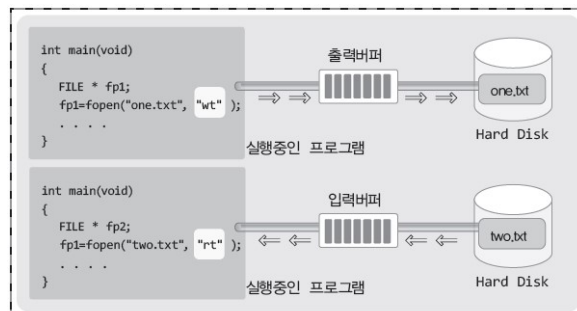 int main(void)
{
FILE * fp1;
fp1=fopen("one.txt", "wt" );
. . . .
}
출력버퍼
one.txt
Hard Disk
실행중인 프로그램
int main(void)
{
FILE * fp2;
fp1=fopen("two.txt", "rt" );
. . . .
}
입력버퍼
two.txt
Hard Disk
실행중인 프로그램